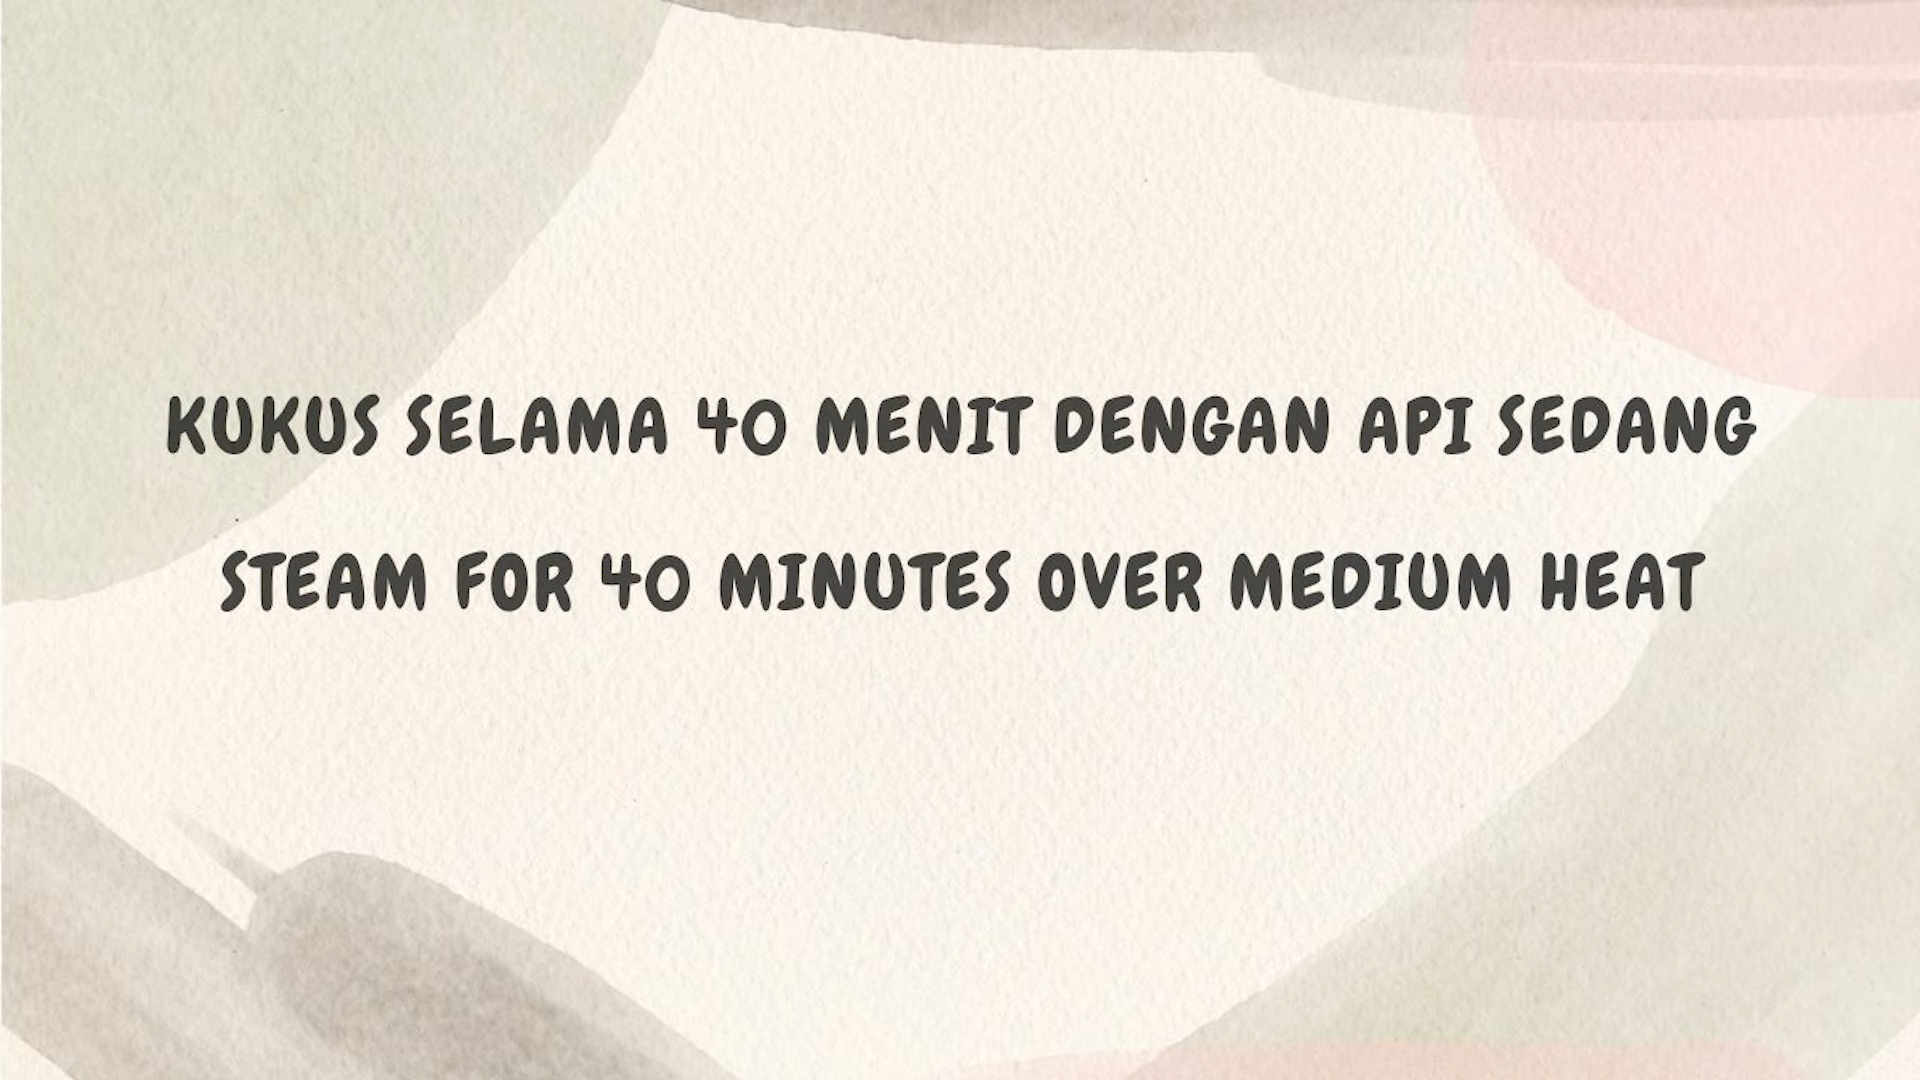 KUKUS SELAMA 40 MENIT DENGAN API SEDANG
STEAM FOR 40 MINUTES OVER MEDIUM HEAT